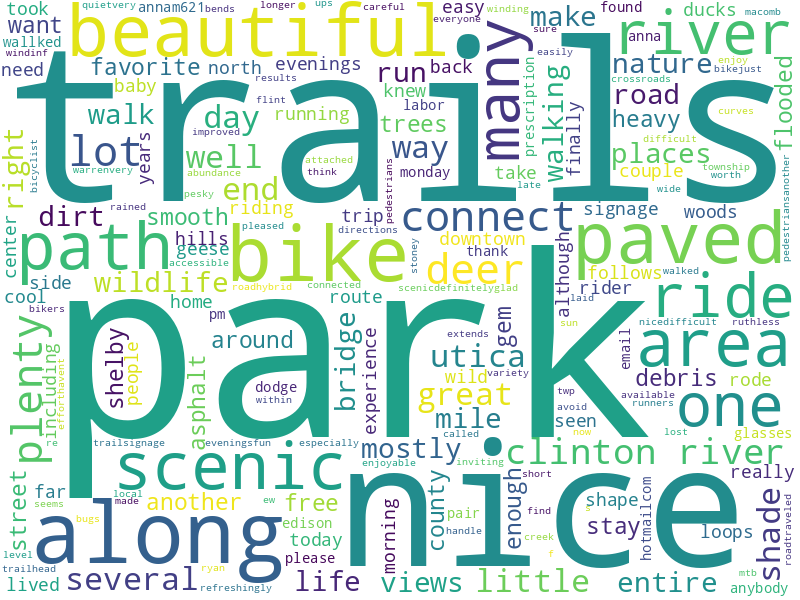 quietvery annam621 longer ups careful everyone winding now macomb
took bends beautiful sure found ducks
want walked easy make river anna
windinf favorite north evenings run back many nature crossroads enjoy
need results knew labor easily bikejust
baby trails road
walk day flint running trees prescription walking finally heavy curves flooded
lot years improved monday way places difficult
right bicyclist warrenvery well attached take couple township
abundance think pedestrians late wide worth
pesky end riding trip signage woods pedestriansanother
dirt rained smooth pleased directions connect
center path hills bike downtown although paved
side geese accessible stoney thank follows walked
wildlife roadhybrid connected scenicdefinitelyglad deer
cool home route rider laid ride
bikers pm gem sun nicedifficult ruthless
plenty shelby around bridge extends email area
including people park experience utica variety twp debris available
efforthavent asphalt dodge within wild avoid rode runners
re great seen one
street trailsignage eveningsfun especially mile called lost glasses
scenic mostly inviting clinton river
far local enjoyable short really
seems made another ew free county pair enough find shape shade
along bugs edison morning handle nice stay loops roadtraveled
level ryan today creek hotmailcom
trailhead please f mtb
lived several refreshingly life views little entire anybody